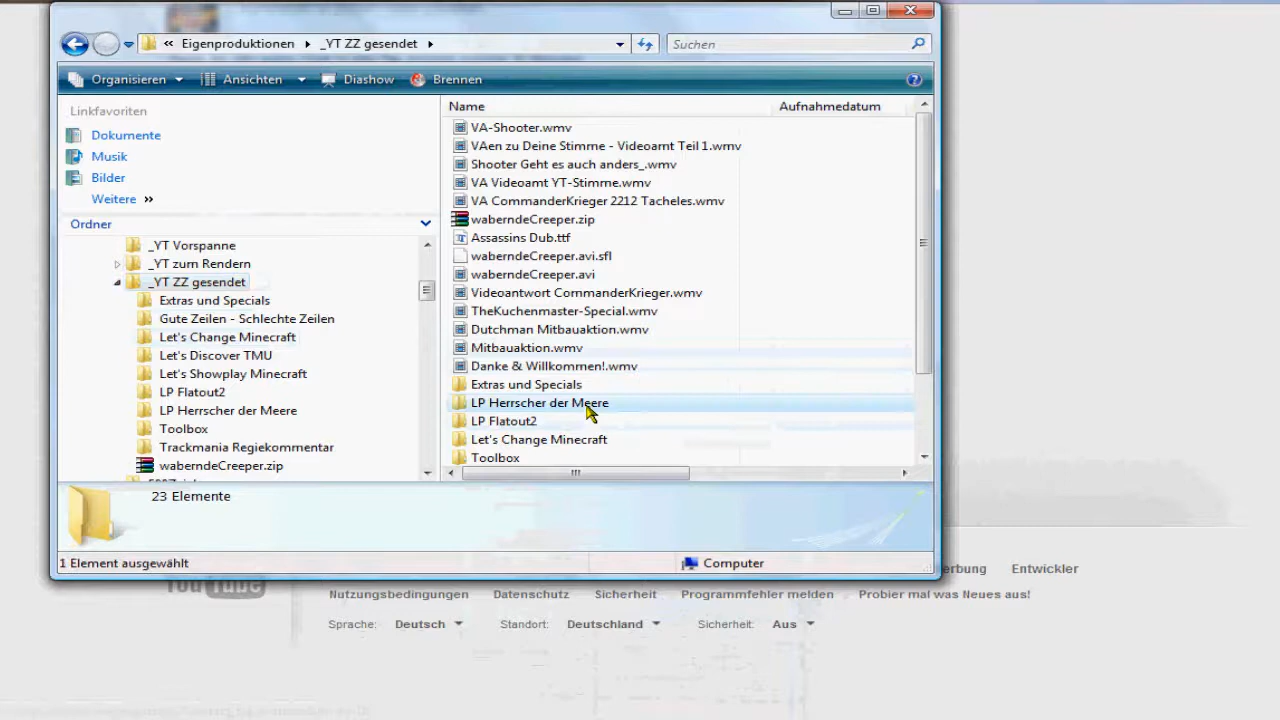 « Eigenproduktionen ▸ _YT ZZ gesendet ▸
Suchen
Organisieren Ansichten Diashow Brennen
Linkfavoriten
Dokumente
Musik
Bilder
Weitere »
Ordner
_YT Vorspanne
_YT zum Rendern
_YT ZZ gesendet
Extras und Specials
Gute Zeilen - Schlechte Zeilen
Let's Change Minecraft
Let's Discover TMU
Let's Showplay Minecraft
LP Flatout2
LP Herrscher der Meere
Toolbox
Trackmania Regiekommentar
waberndeCreeper.zip
Name Aufnahmedatum
VA-Shooter.wmv
VAen zu Deine Stimme - Videoamt Teil 1.wmv
Shooter Geht es auch anders_.wmv
VA Videoamt YT-Stimme.wmv
VA CommanderKrieger 2212 Tacheles.wmv
waberndeCreeper.zip
Assassins Dub.ttf
waberndeCreeper.avi.sfl
waberndeCreeper.avi
Videoantwort CommanderKrieger.wmv
TheKuchenmaster-Special.wmv
Dutchman Mitbauaktion.wmv
Mitbauaktion.wmv
Danke & Willkommen!.wmv
Extras und Specials
LP Herrscher der Meere
LP Flatout2
Let's Change Minecraft
Toolbox
23 Elemente
1 Element ausgewählt Computer
YouTube
erbung Entwickler
Nutzungsbedingungen Datenschutz Sicherheit Programmfehler melden Probier mal was Neues aus!
Sprache: Deutsch Standort: Deutschland Sicherheit: Aus